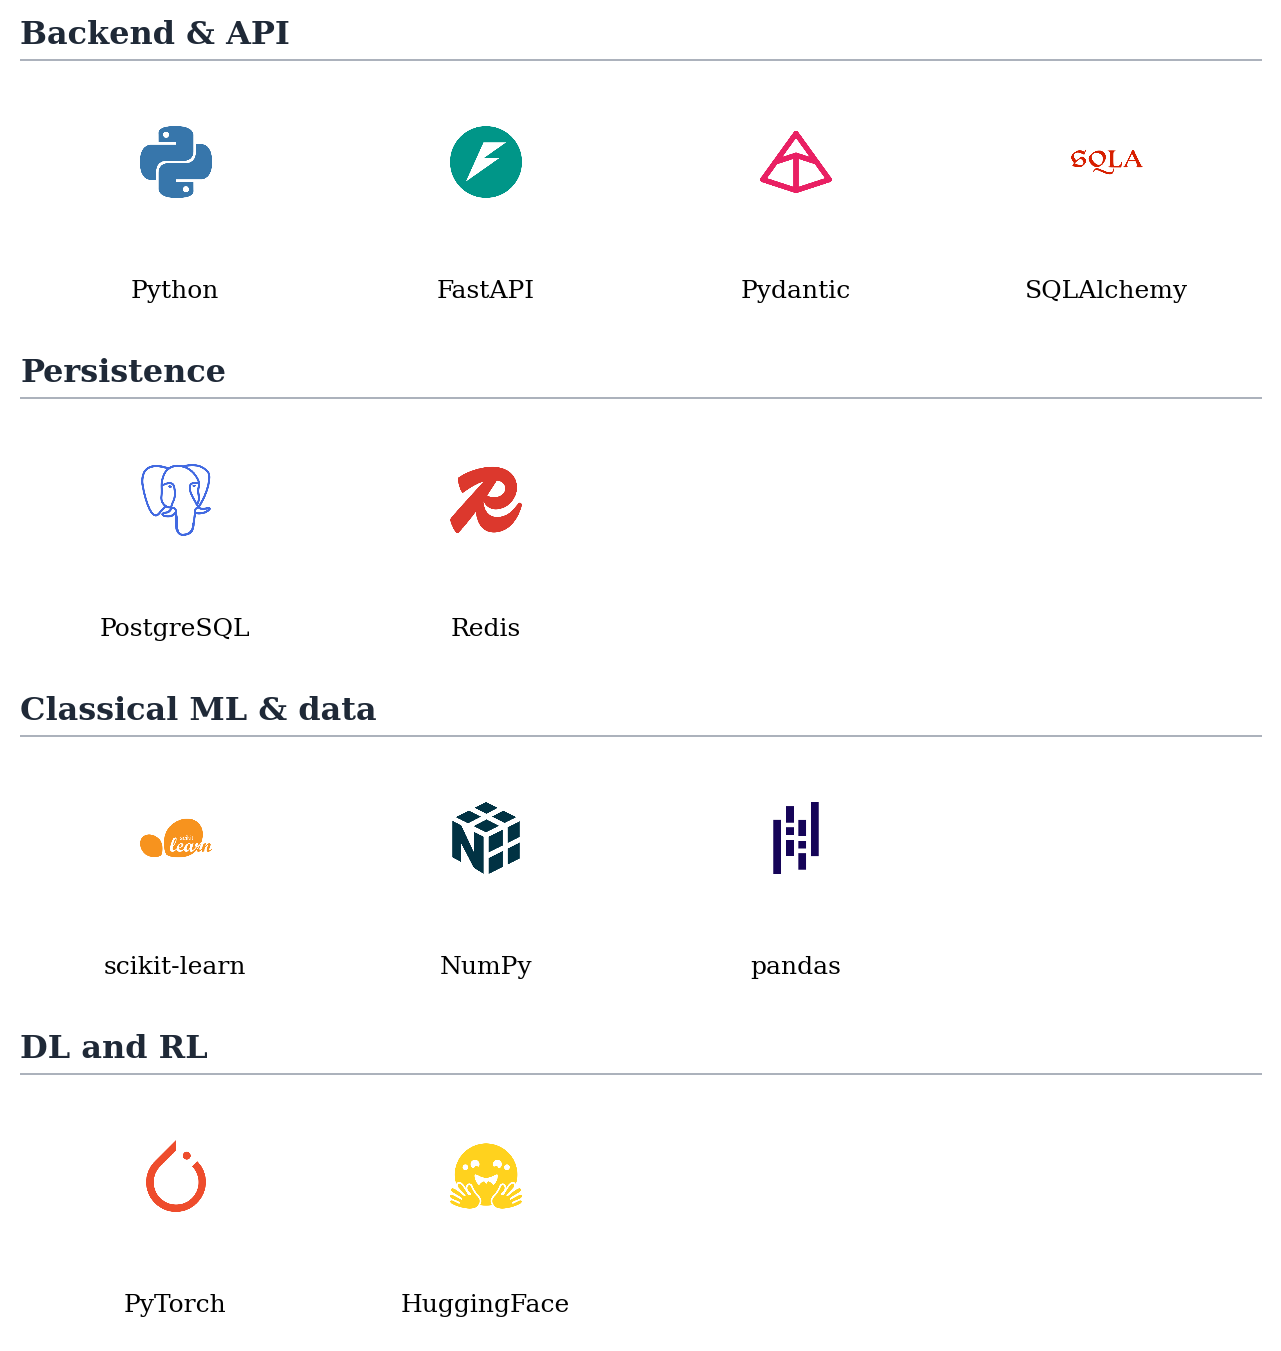 Backend & API
SQLA
Python FastAPI Pydantic SQLAlchemy
Persistence
PostgreSQL Redis
Classical ML & data
scikit
learn
scikit-learn NumPy pandas
DL and RL
PyTorch HuggingFace